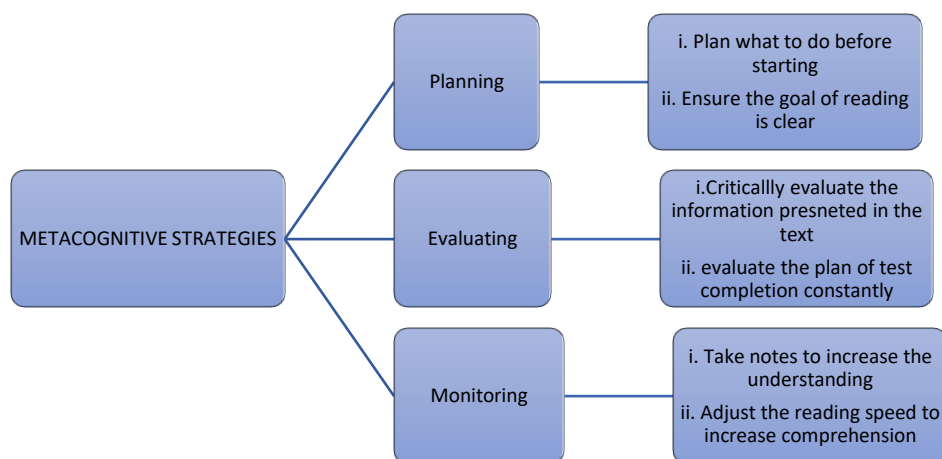 METACOGNITIVE STRATEGIES
Planning
i. Plan what to do before
starting
ii. Ensure the goal of reading
is clear
Evaluating
i.Criticallly evaluate the
information presneted in the
text
ii. evaluate the plan of test
completion constantly
Monitoring
i. Take notes to increase the
understanding
ii. Adjust the reading speed to
increase comprehension